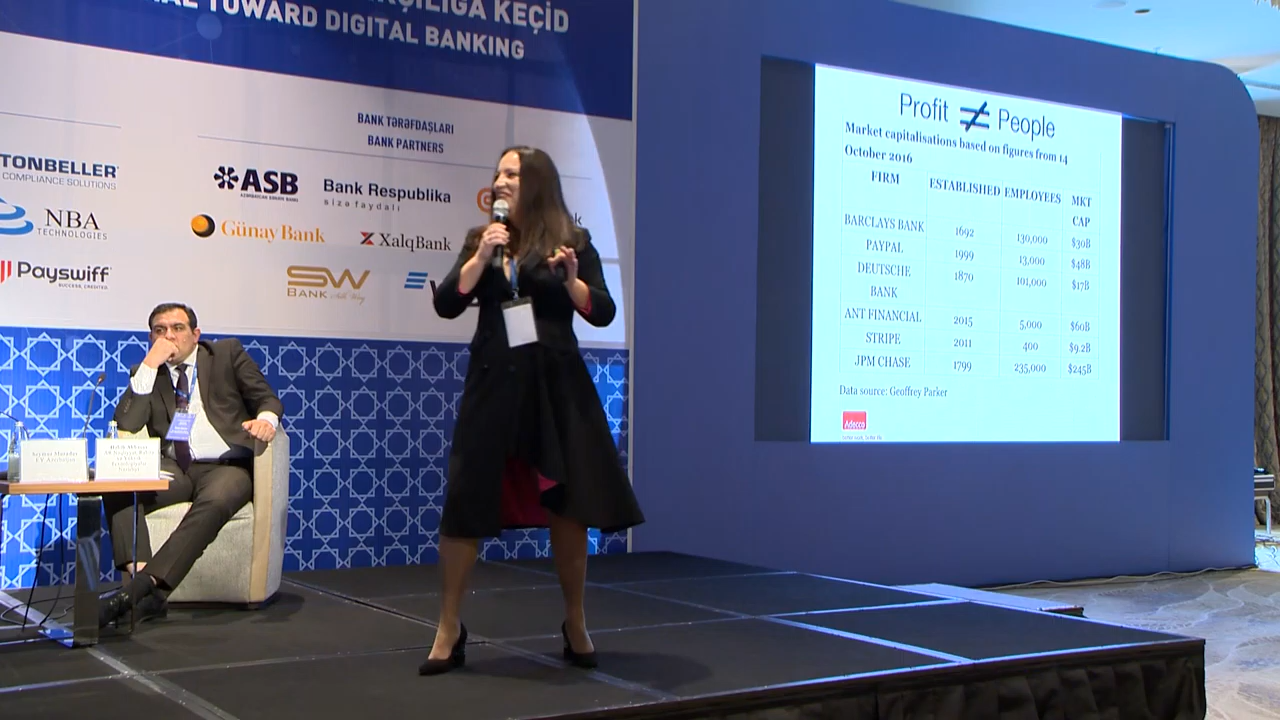 KEÇİD
TOWARD DIGITAL BANKING
BANK TƏRƏFDAŞLARI
BANK PARTNERS
TONBELLER
COMPLIANCE SOLUTIONS
ASB
Bank Respublika
sizə faydalı
NBA
TECHNOLOGIES
Günay Bank
XalqBank
Payswiff
SW
BANK
Profit ≠ People
Market capitalisations based on figures from 14
October 2016
FIRM ESTABLISHED EMPLOYEES MKT
CAP
BARCLAYS BANK 1692 130,000 $30B
PAYPAL 1999 13,000 $48B
DEUTSCHE BANK 1870 101,000 $17B
ANT FINANCIAL 2015 5,000 $60B
STRIPE 2011 400 $9.2B
JPM CHASE 1799 235,000 $245B
Data source: Geoffrey Parker
Adecco